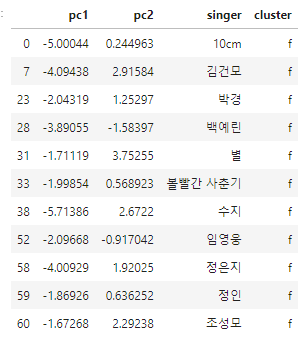 :
pc1 pc2 singer cluster
0 -5.00044 0.244963 10cm f
7 -4.09438 2.91584 김건모 f
23 -2.04319 1.25297 박경 f
28 -3.89055 -1.58397 백예린 f
31 -1.71119 3.75255 별 f
33 -1.99854 0.568923 볼빨간 사춘기 f
38 -5.71386 2.6722 수지 f
52 -2.09668 -0.917042 임영웅 f
58 -4.00929 1.92025 정은지 f
59 -1.86926 0.636252 정인 f
60 -1.67268 2.29238 조성모 f